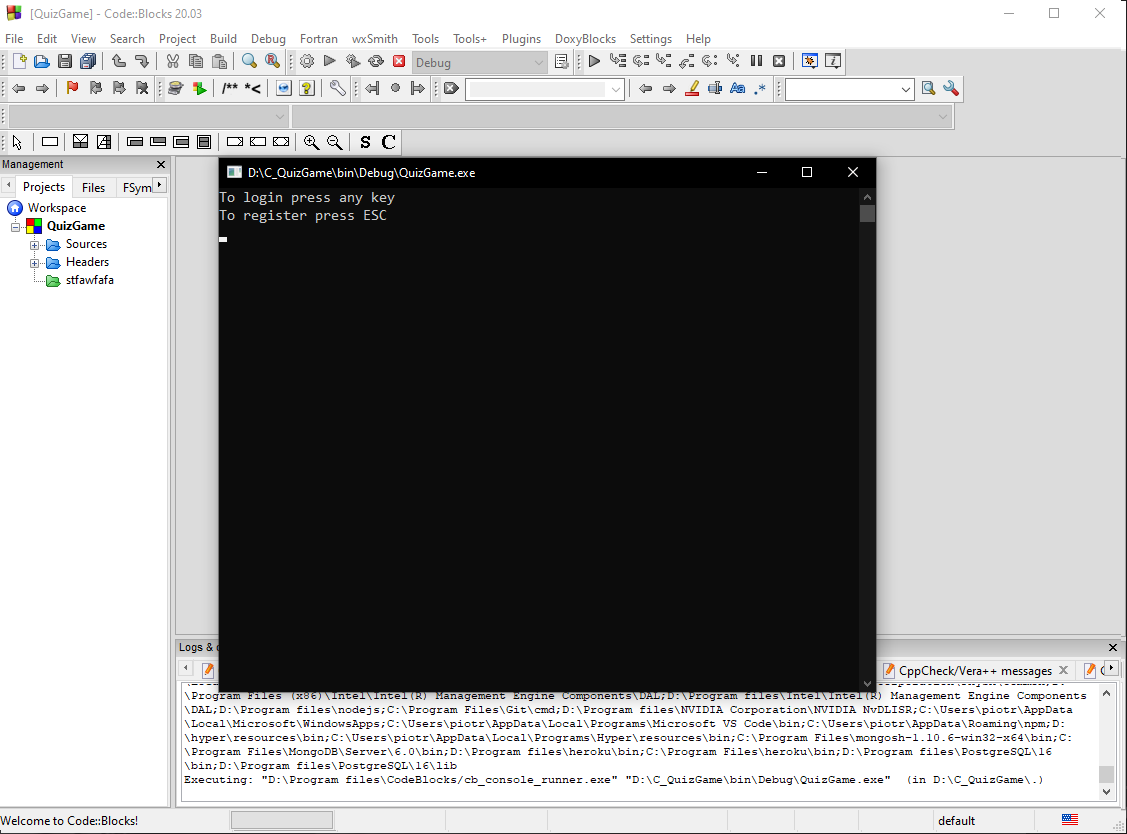 [QuizGame] - Code::Blocks 20.03
File Edit View Search Project Build Debug Fortran wxSmith Tools Tools+ Plugins DoxyBlocks Settings Help
Debug
/** *<
Aa .*
S C
Management
Projects Files FSym
Workspace
QuizGame
Sources
Headers
stfawfafa
D:\C_QuizGame\bin\Debug\QuizGame.exe
To login press any key
To register press ESC
Logs &
CppCheck/Vera++ messages
\Program Files (x86)\Intel\Intel(R) Management Engine Components\DAL;D:\Program files\Intel\Intel(R) Management Engine Components
\DAL;D:\Program files\nodejs;C:\Program Files\Git\cmd;D:\Program files\NVIDIA Corporation\NVIDIA NvDLISR;C:\Users\piotr\AppData
\Local\Microsoft\WindowsApps;C:\Users\piotr\AppData\Local\Programs\Microsoft VS Code\bin;C:\Users\piotr\AppData\Roaming\npm;D:
\hyper\resources\bin;C:\Users\piotr\AppData\Local\Programs\Hyper\resources\bin;C:\Program Files\mongosh-1.10.6-win32-x64\bin;C:
\Program Files\MongoDB\Server\6.0\bin;D:\Program files\heroku\bin;C:\Program Files\heroku\bin;D:\Program files\PostgreSQL\16
\bin;D:\Program files\PostgreSQL\16\lib
Executing: "D:\Program files\CodeBlocks/cb_console_runner.exe" "D:\C_QuizGame\bin\Debug\QuizGame.exe"  (in D:\C_QuizGame\.)
Welcome to Code::Blocks!
default